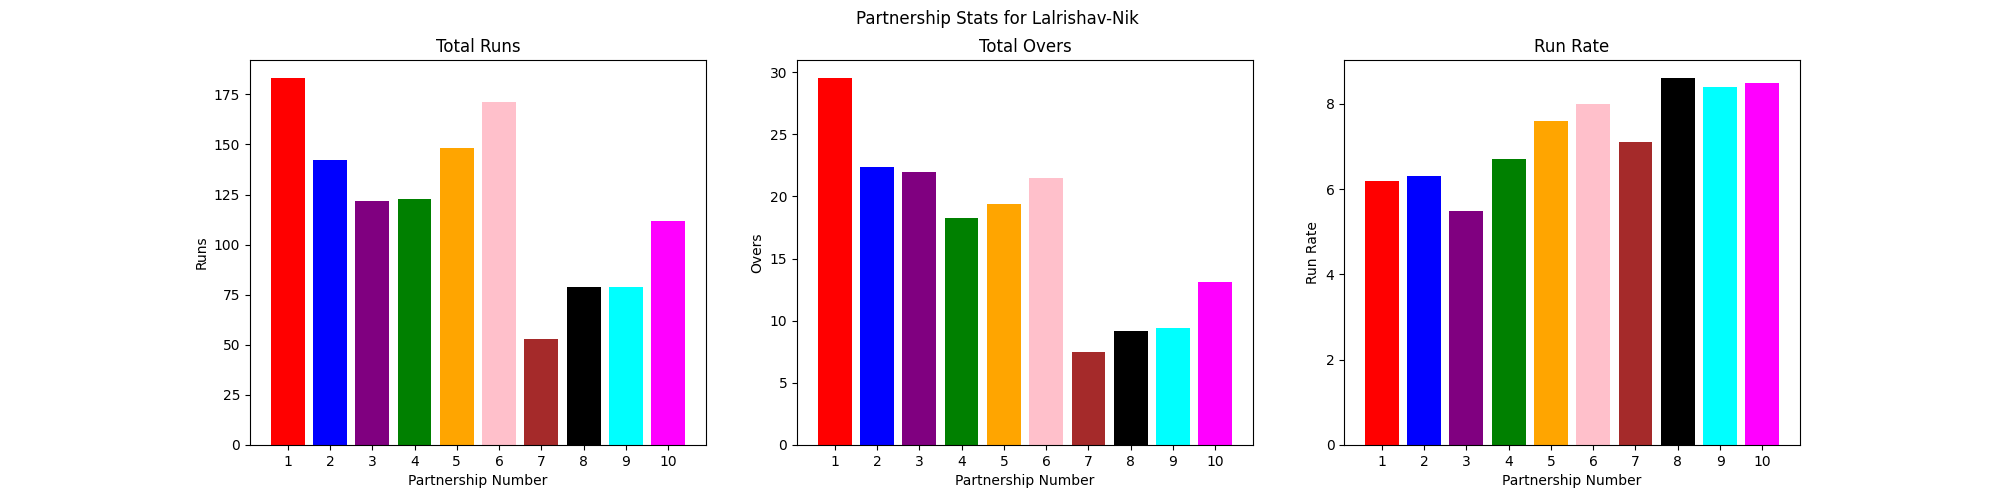 Partnership Stats for Lalrishav-Nik
Total Runs
Runs
175
150
125
100
75
50
25
0
1 2 3 4 5 6 7 8 9 10
Partnership Number
Total Overs
Overs
30
25
20
15
10
5
0
1 2 3 4 5 6 7 8 9 10
Partnership Number
Run Rate
Run Rate
8
6
4
2
0
1 2 3 4 5 6 7 8 9 10
Partnership Number